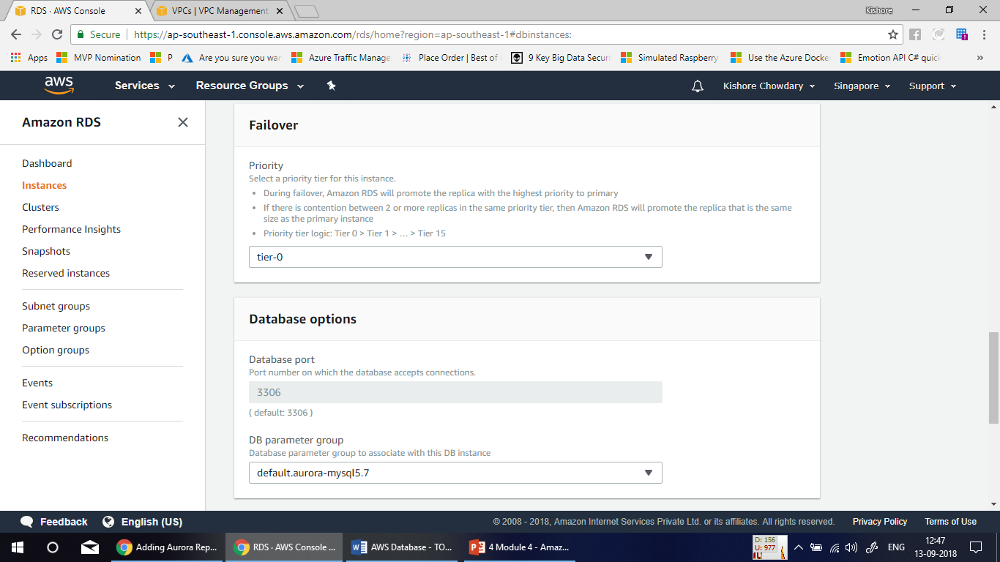 RDS · AWS Console
VPCs | VPC Management
Kishore
Secure
https://ap-southeast-1.console.aws.amazon.com/rds/home?region=ap-southeast-1#dbinstances:
Apps
MVP Nomination
P
Are you sure you wa
Azure Traffic Manage
Place Order | Best of
9 Key Big Data Securi
Simulated Raspberry
Use the Azure Docke
Emotion API C# quick
»
aws
Services
Resource Groups
Kishore Chowdary
Singapore
Support
Amazon RDS
Dashboard
Instances
Clusters
Performance Insights
Snapshots
Reserved instances
Subnet groups
Parameter groups
Option groups
Events
Event subscriptions
Recommendations
Failover
Priority
Select a priority tier for this instance.
• During failover, Amazon RDS will promote the replica with the highest priority to primary
• If there is contention between 2 or more replicas in the same priority tier, then Amazon RDS will promote the replica that is the same
size as the primary instance
• Priority tier logic: Tier 0 > Tier 1 > … > Tier 15
tier-0
Database options
Database port
Port number on which the database accepts connections.
3306
( default: 3306 )
DB parameter group
Database parameter group to associate with this DB instance
default.aurora-mysql5.7
Feedback
English (US)
© 2008 - 2018, Amazon Internet Services Private Ltd. or its affiliates. All rights reserved.
Privacy Policy
Terms of Use
Adding Aurora Rep...
RDS · AWS Console ...
AWS Database - TO...
4 Module 4 - Amaz...
D: 156
U: 977
ENG
12:47
13-09-2018